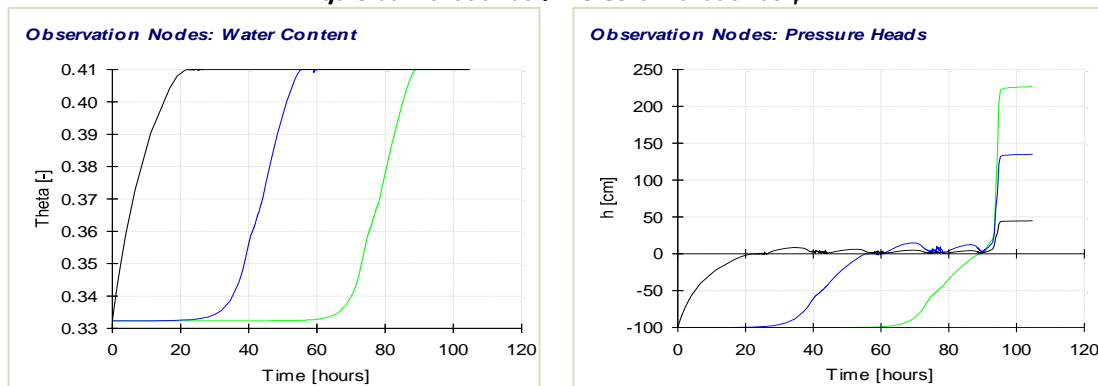 Observation Nodes: Water Content
0.41
0.40
0.39
0.38
0.37
0.36
0.35
0.34
0.33
Theta [-]
0 20 40 60 80 100 120
Time [hours]
Observation Nodes: Pressure Heads
250
200
150
100
50
0
-50
-100
h [cm]
0 20 40 60 80 100 120
Time [hours]